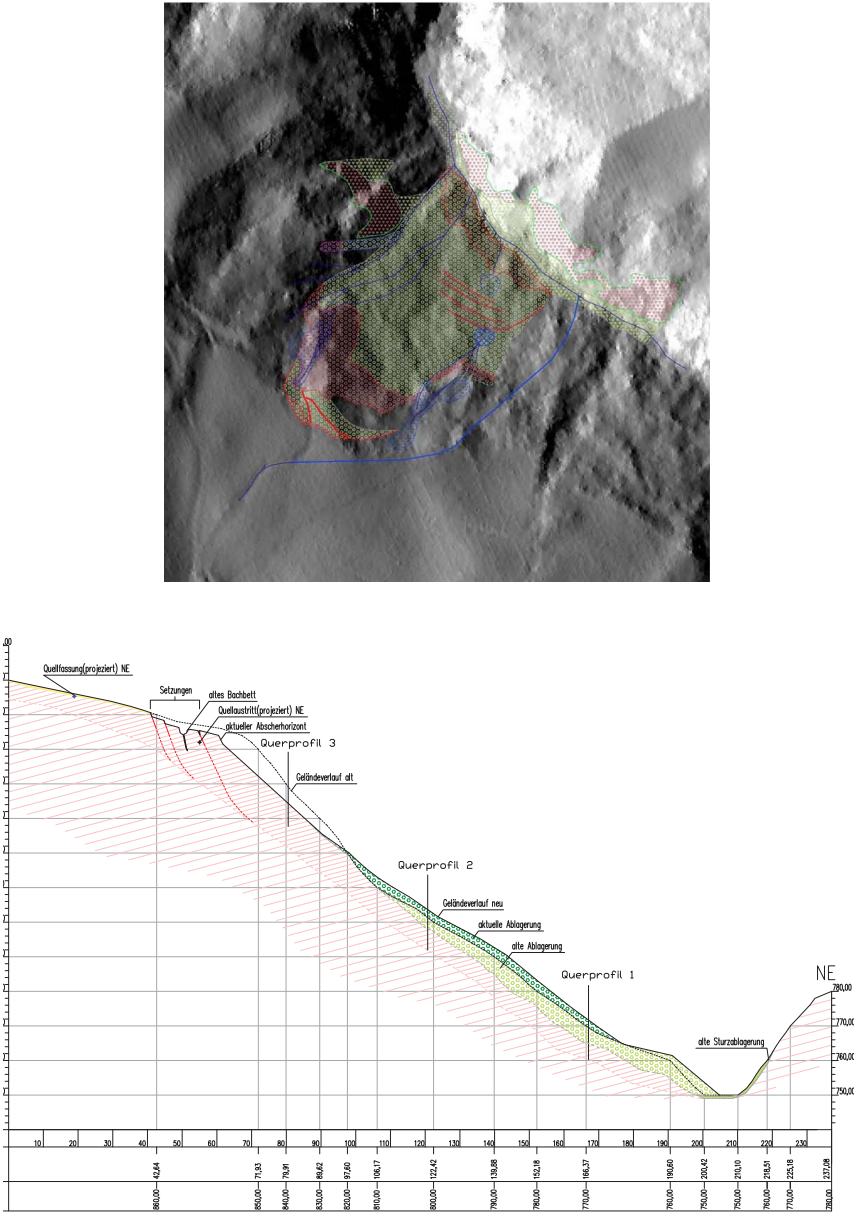 ,00
Quellfassung(projeziert) NE
Setzungen
altes Bachbett
Quellaustritt(projeziert) NE
aktueller Abscherhorizont
Querprofil 3
Geländeverlauf alt
Querprofil 2
Geländeverlauf neu
aktuelle Ablagerung
alte Ablagerung
Querprofil 1
NE
780,00
770,00
alte Sturzablagerung
760,00
750,00
10 20 30 40 50 60 70 80 90 100 110 120 130 140 150 160 170 180 190 200 210 220 230
42,64 71,93 79,91 89,62 97,60 106,17 122,42 139,88 152,18 166,37 190,60 200,42 210,10 218,51 225,18 237,08
860,00 850,00 840,00 830,00 820,00 810,00 800,00 790,00 780,00 770,00 760,00 750,00 750,00 760,00 770,00 780,00